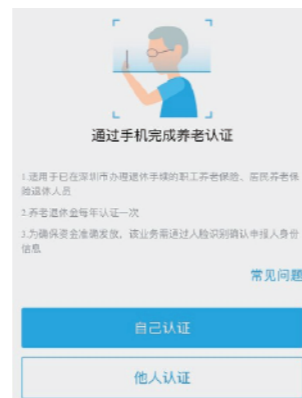 通过手机完成养老认证
1.适用于已在深圳市办理退休手续的职工养老保险、居民养老保
险退休人员
2.养老退休金每年认证一次
3.为确保资金准确发放，该业务需通过人脸识别确认申报人身份
信息
常见问题
自己认证
他人认证